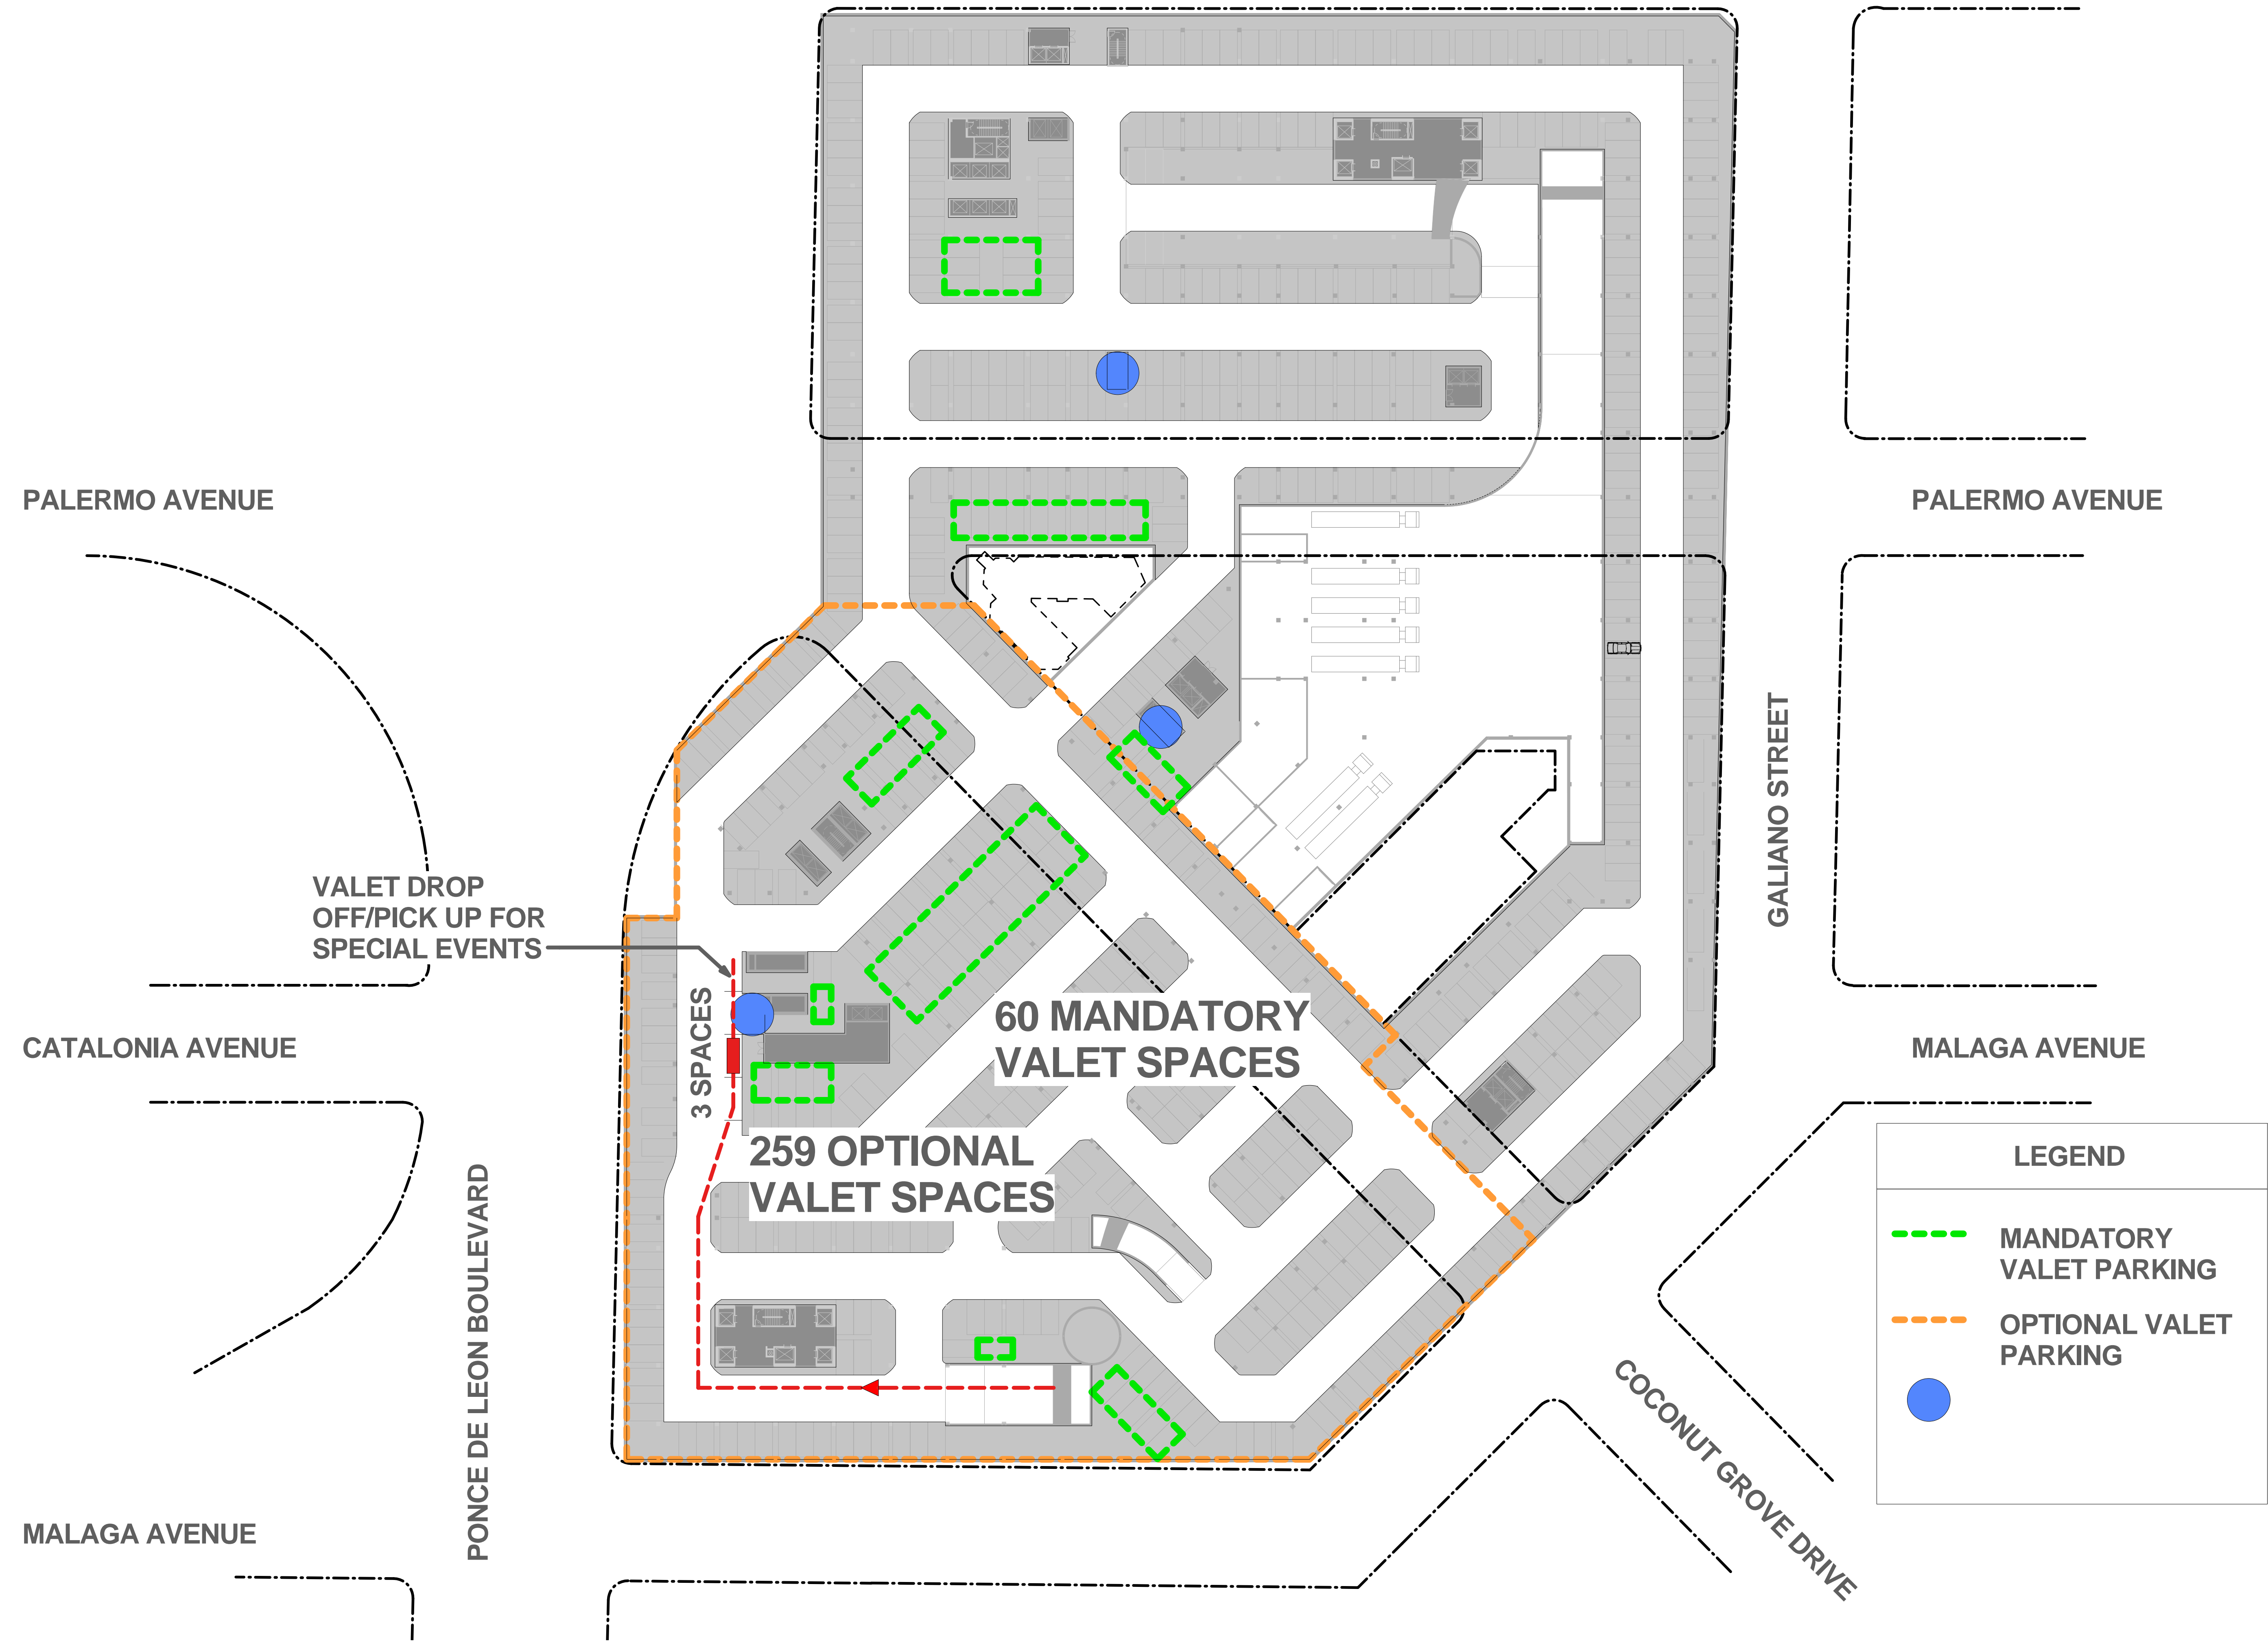 PALERMO AVENUE
PALERMO AVENUE
GALIANO STREET
VALET DROP
OFF/PICK UP FOR
SPECIAL EVENTS
3 SPACES
60 MANDATORY
VALET SPACES
CATALONIA AVENUE
MALAGA AVENUE
259 OPTIONAL
VALET SPACES
PONCE DE LEON BOULEVARD
LEGEND
MANDATORY
VALET PARKING
OPTIONAL VALET
PARKING
COCONUT GROVE DRIVE
MALAGA AVENUE